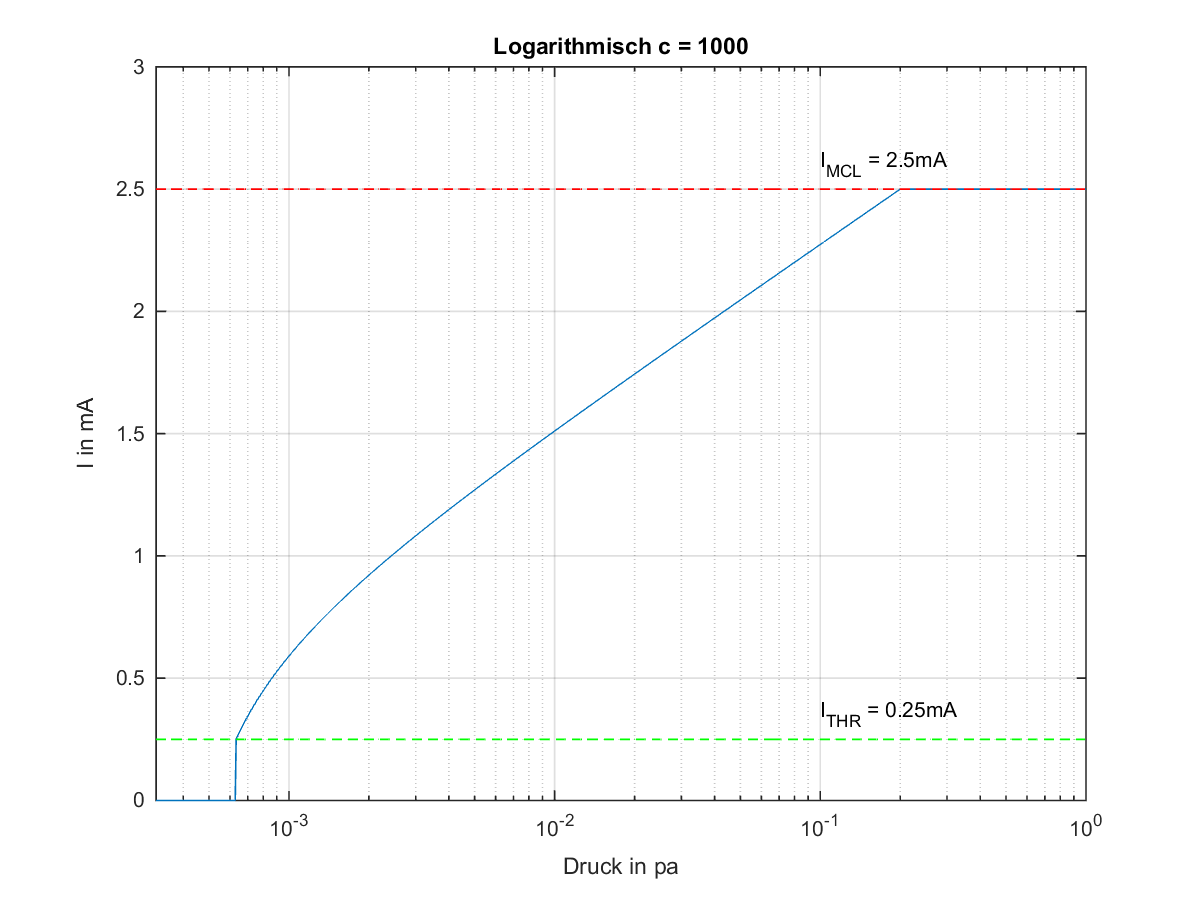 Logarithmisch c = 1000
3
I_MCL = 2.5mA
2.5
2
I in mA
1.5
1
0.5
I_THR = 0.25mA
0
10^-3 10^-2 10^-1 10^0
Druck in pa